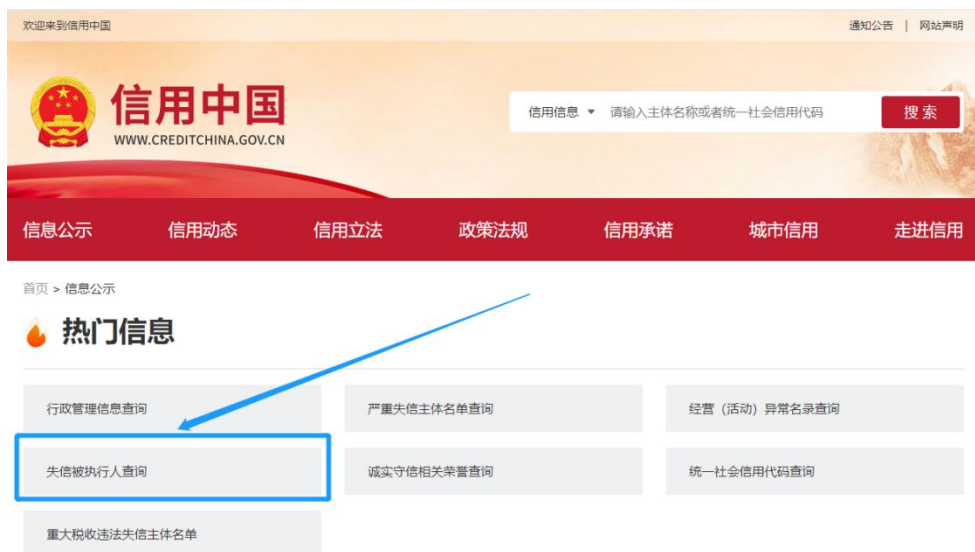 欢迎来到信用中国
通知公告 | 网站声明
信用中国
WWW.CREDITCHINA.GOV.CN
信用信息 请输入主体名称或者统一社会信用代码 搜索
信息公示 信用动态 信用立法 政策法规 信用承诺 城市信用 走进信用
首页 > 信息公示
热门信息
行政管理信息查询 严重失信主体名单查询 经营（活动）异常名录查询
失信被执行人查询 诚实守信相关荣誉查询 统一社会信用代码查询
重大税收违法失信主体名单